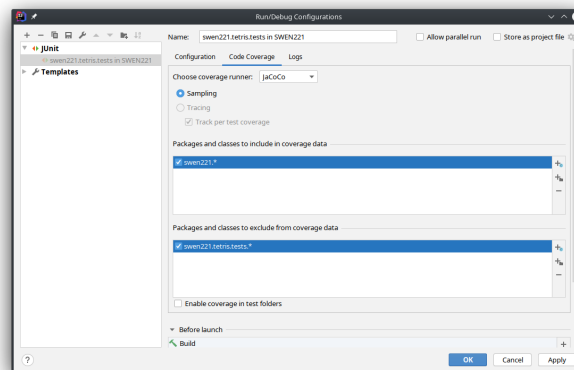 Run/Debug Configurations
Name: swen221.tetris.tests in SWEN221
Allow parallel run
Store as project file
JUnit
swen221.tetris.tests in SWEN221
Templates
Configuration Code Coverage Logs
Choose coverage runner: JaCoCo
Sampling
Tracing
Track per test coverage
Packages and classes to include in coverage data
swen221.*
Packages and classes to exclude from coverage data
swen221.tetris.tests.*
Enable coverage in test folders
Before launch
Build
? OK Cancel Apply